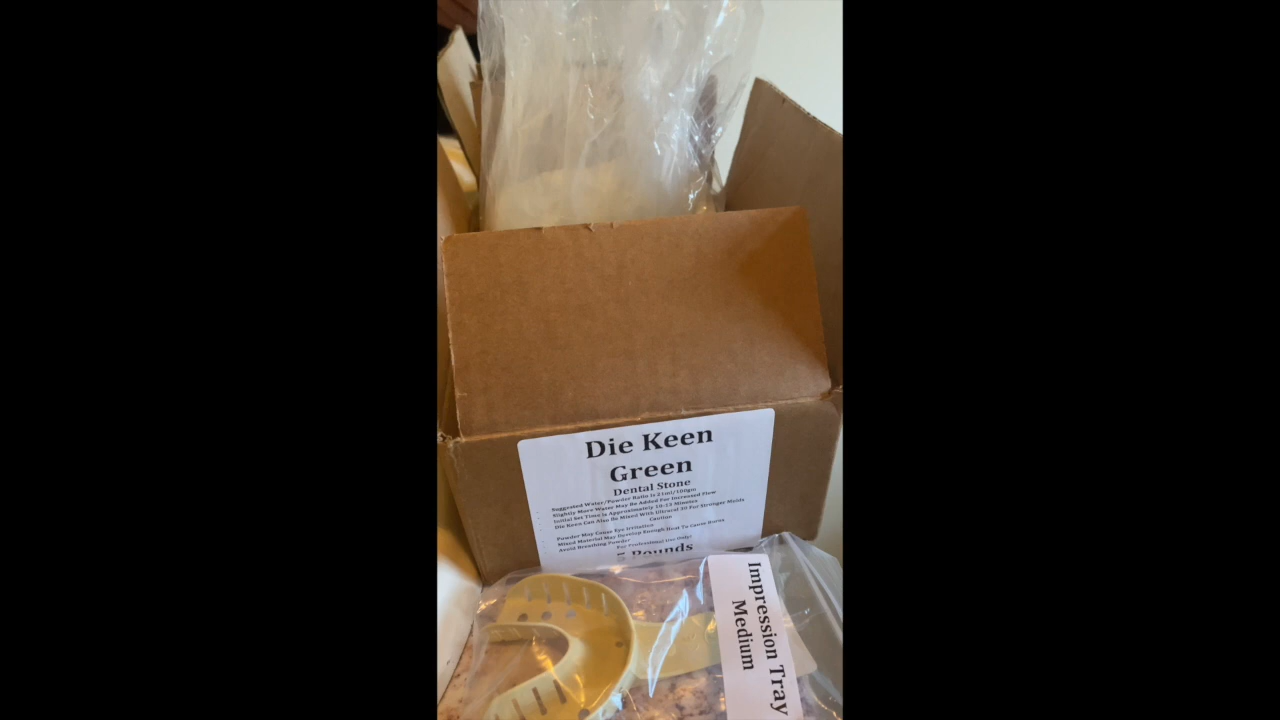 Die Keen
Green
Dental Stone
Suggested Water/Powder Ratio is 21ml/100gm
Slightly More Water May Be Added For Increased Flow
Initial Set Time is Approximately 10-13 Minutes
Die Keen Can Also Be Mixed With Ultracal 30 For Stronger Molds
Caution
Powder May Cause Eye Irritation
Mixed Material May Develop Enough Heat To Cause Burns
Avoid Breathing Powder
For Professional Use Only!
Pounds
Impression Tray
Medium